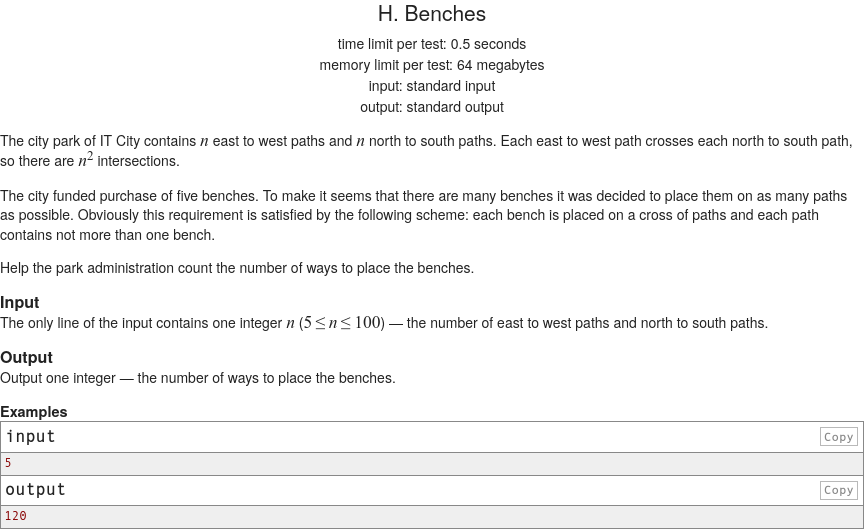 H. Benches
time limit per test: 0.5 seconds
memory limit per test: 64 megabytes
input: standard input
output: standard output
The city park of IT City contains n east to west paths and n north to south paths. Each east to west path crosses each north to south path,
so there are n² intersections.
The city funded purchase of five benches. To make it seems that there are many benches it was decided to place them on as many paths
as possible. Obviously this requirement is satisfied by the following scheme: each bench is placed on a cross of paths and each path
contains not more than one bench.
Help the park administration count the number of ways to place the benches.
Input
The only line of the input contains one integer n (5 ≤ n ≤ 100) — the number of east to west paths and north to south paths.
Output
Output one integer — the number of ways to place the benches.
Examples
input Copy
5
output Copy
120